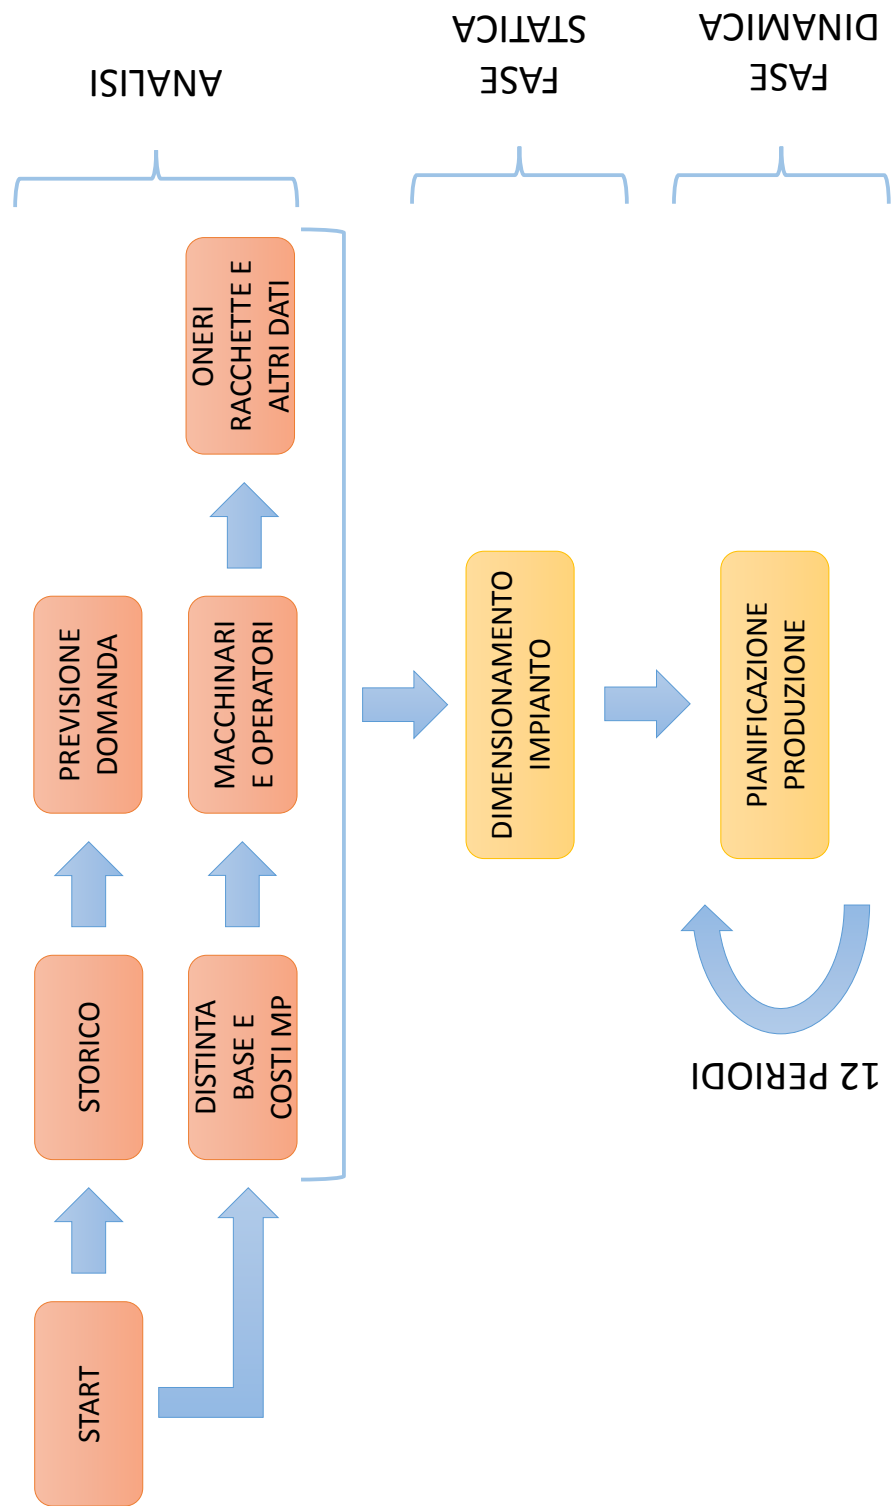 START
STORICO
PREVISIONE
DOMANDA
DISTINTA
BASE E
COSTI MP
MACCHINARI
E OPERATORI
ONERI
RACCHETTE E
ALTRI DATI
ANALISI
DIMENSIONAMENTO
IMPIANTO
FASE
STATICA
12 PERIODI
PIANIFICAZIONE
PRODUZIONE
FASE
DINAMICA